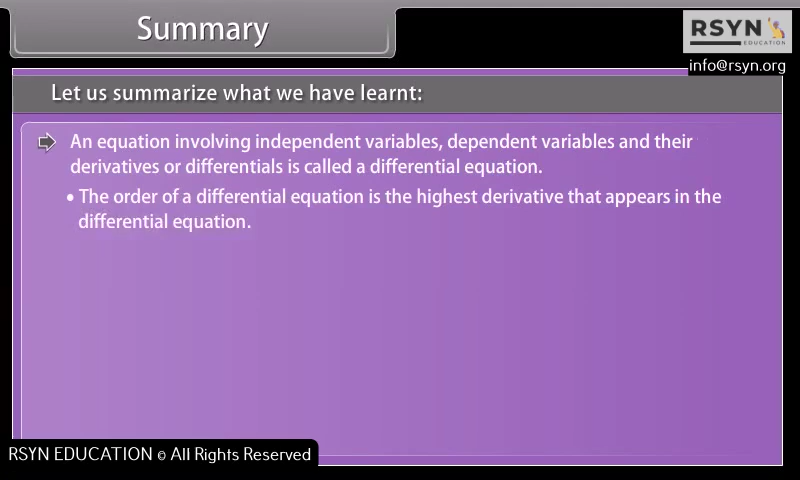 Summary
RSYN
EDUCATION
info@rsyn.org
Let us summarize what we have learnt:
An equation involving independent variables, dependent variables and their
derivatives or differentials is called a differential equation.
• The order of a differential equation is the highest derivative that appears in the
differential equation.
RSYN EDUCATION © All Rights Reserved